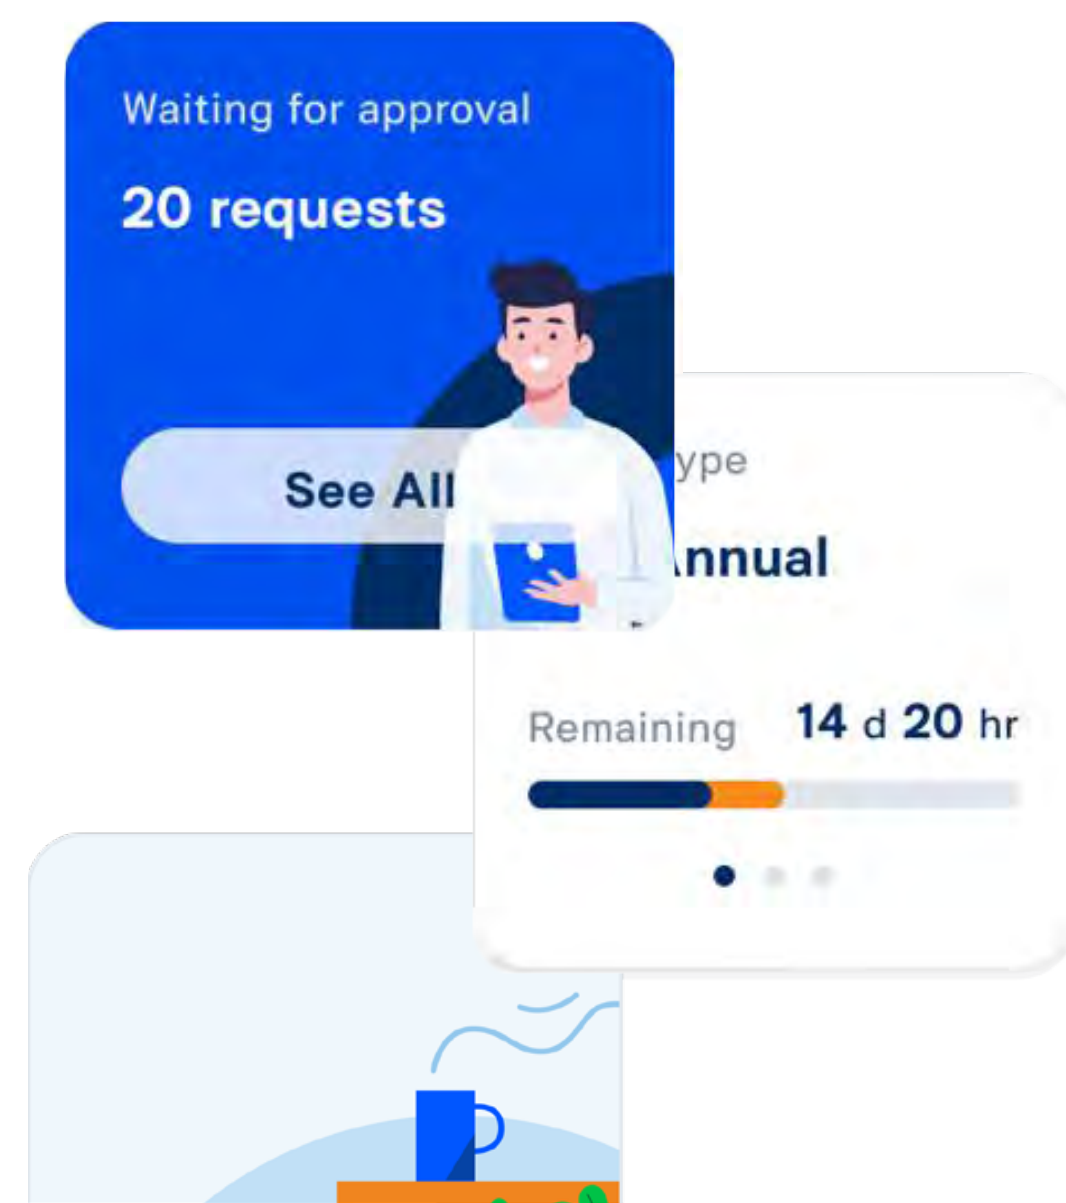 Waiting for approval
20 requests
See All
ype
nnual
Remaining 14 d 20 hr